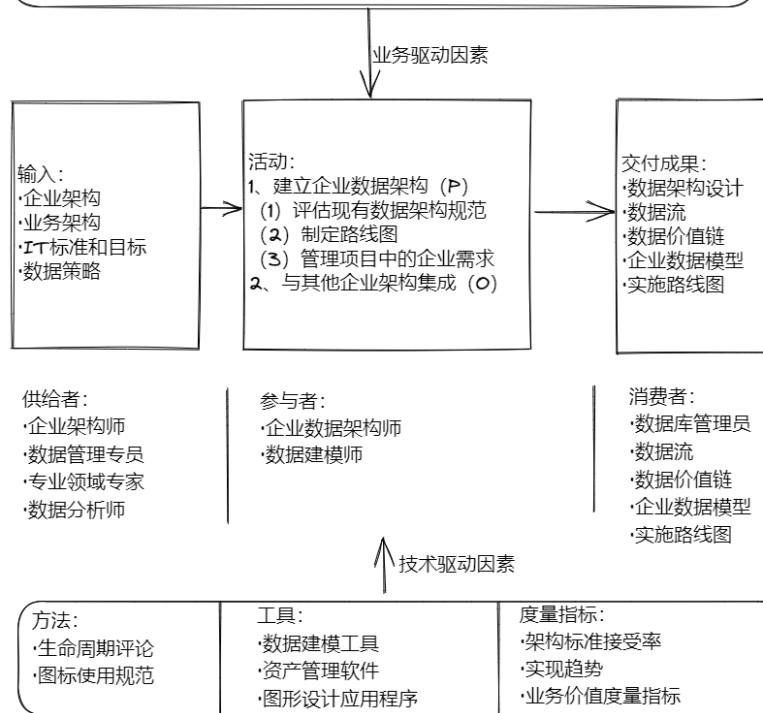 业务驱动因素
输入：
·企业架构
·业务架构
·IT标准和目标
·数据策略
活动：
1、建立企业数据架构（P）
（1）评估现有数据架构规范
（2）制定路线图
（3）管理项目中的企业需求
2、与其他企业架构集成（O）
交付成果：
·数据架构设计
·数据流
·数据价值链
·企业数据模型
·实施路线图
供给者：
·企业架构师
·数据管理专员
·专业领域专家
·数据分析师
参与者：
·企业数据架构师
·数据建模师
消费者：
·数据库管理员
·数据流
·数据价值链
·企业数据模型
·实施路线图
技术驱动因素
方法：
·生命周期评论
·图标使用规范
工具：
·数据建模工具
·资产管理软件
·图形设计应用程序
度量指标：
·架构标准接受率
·实现趋势
·业务价值度量指标